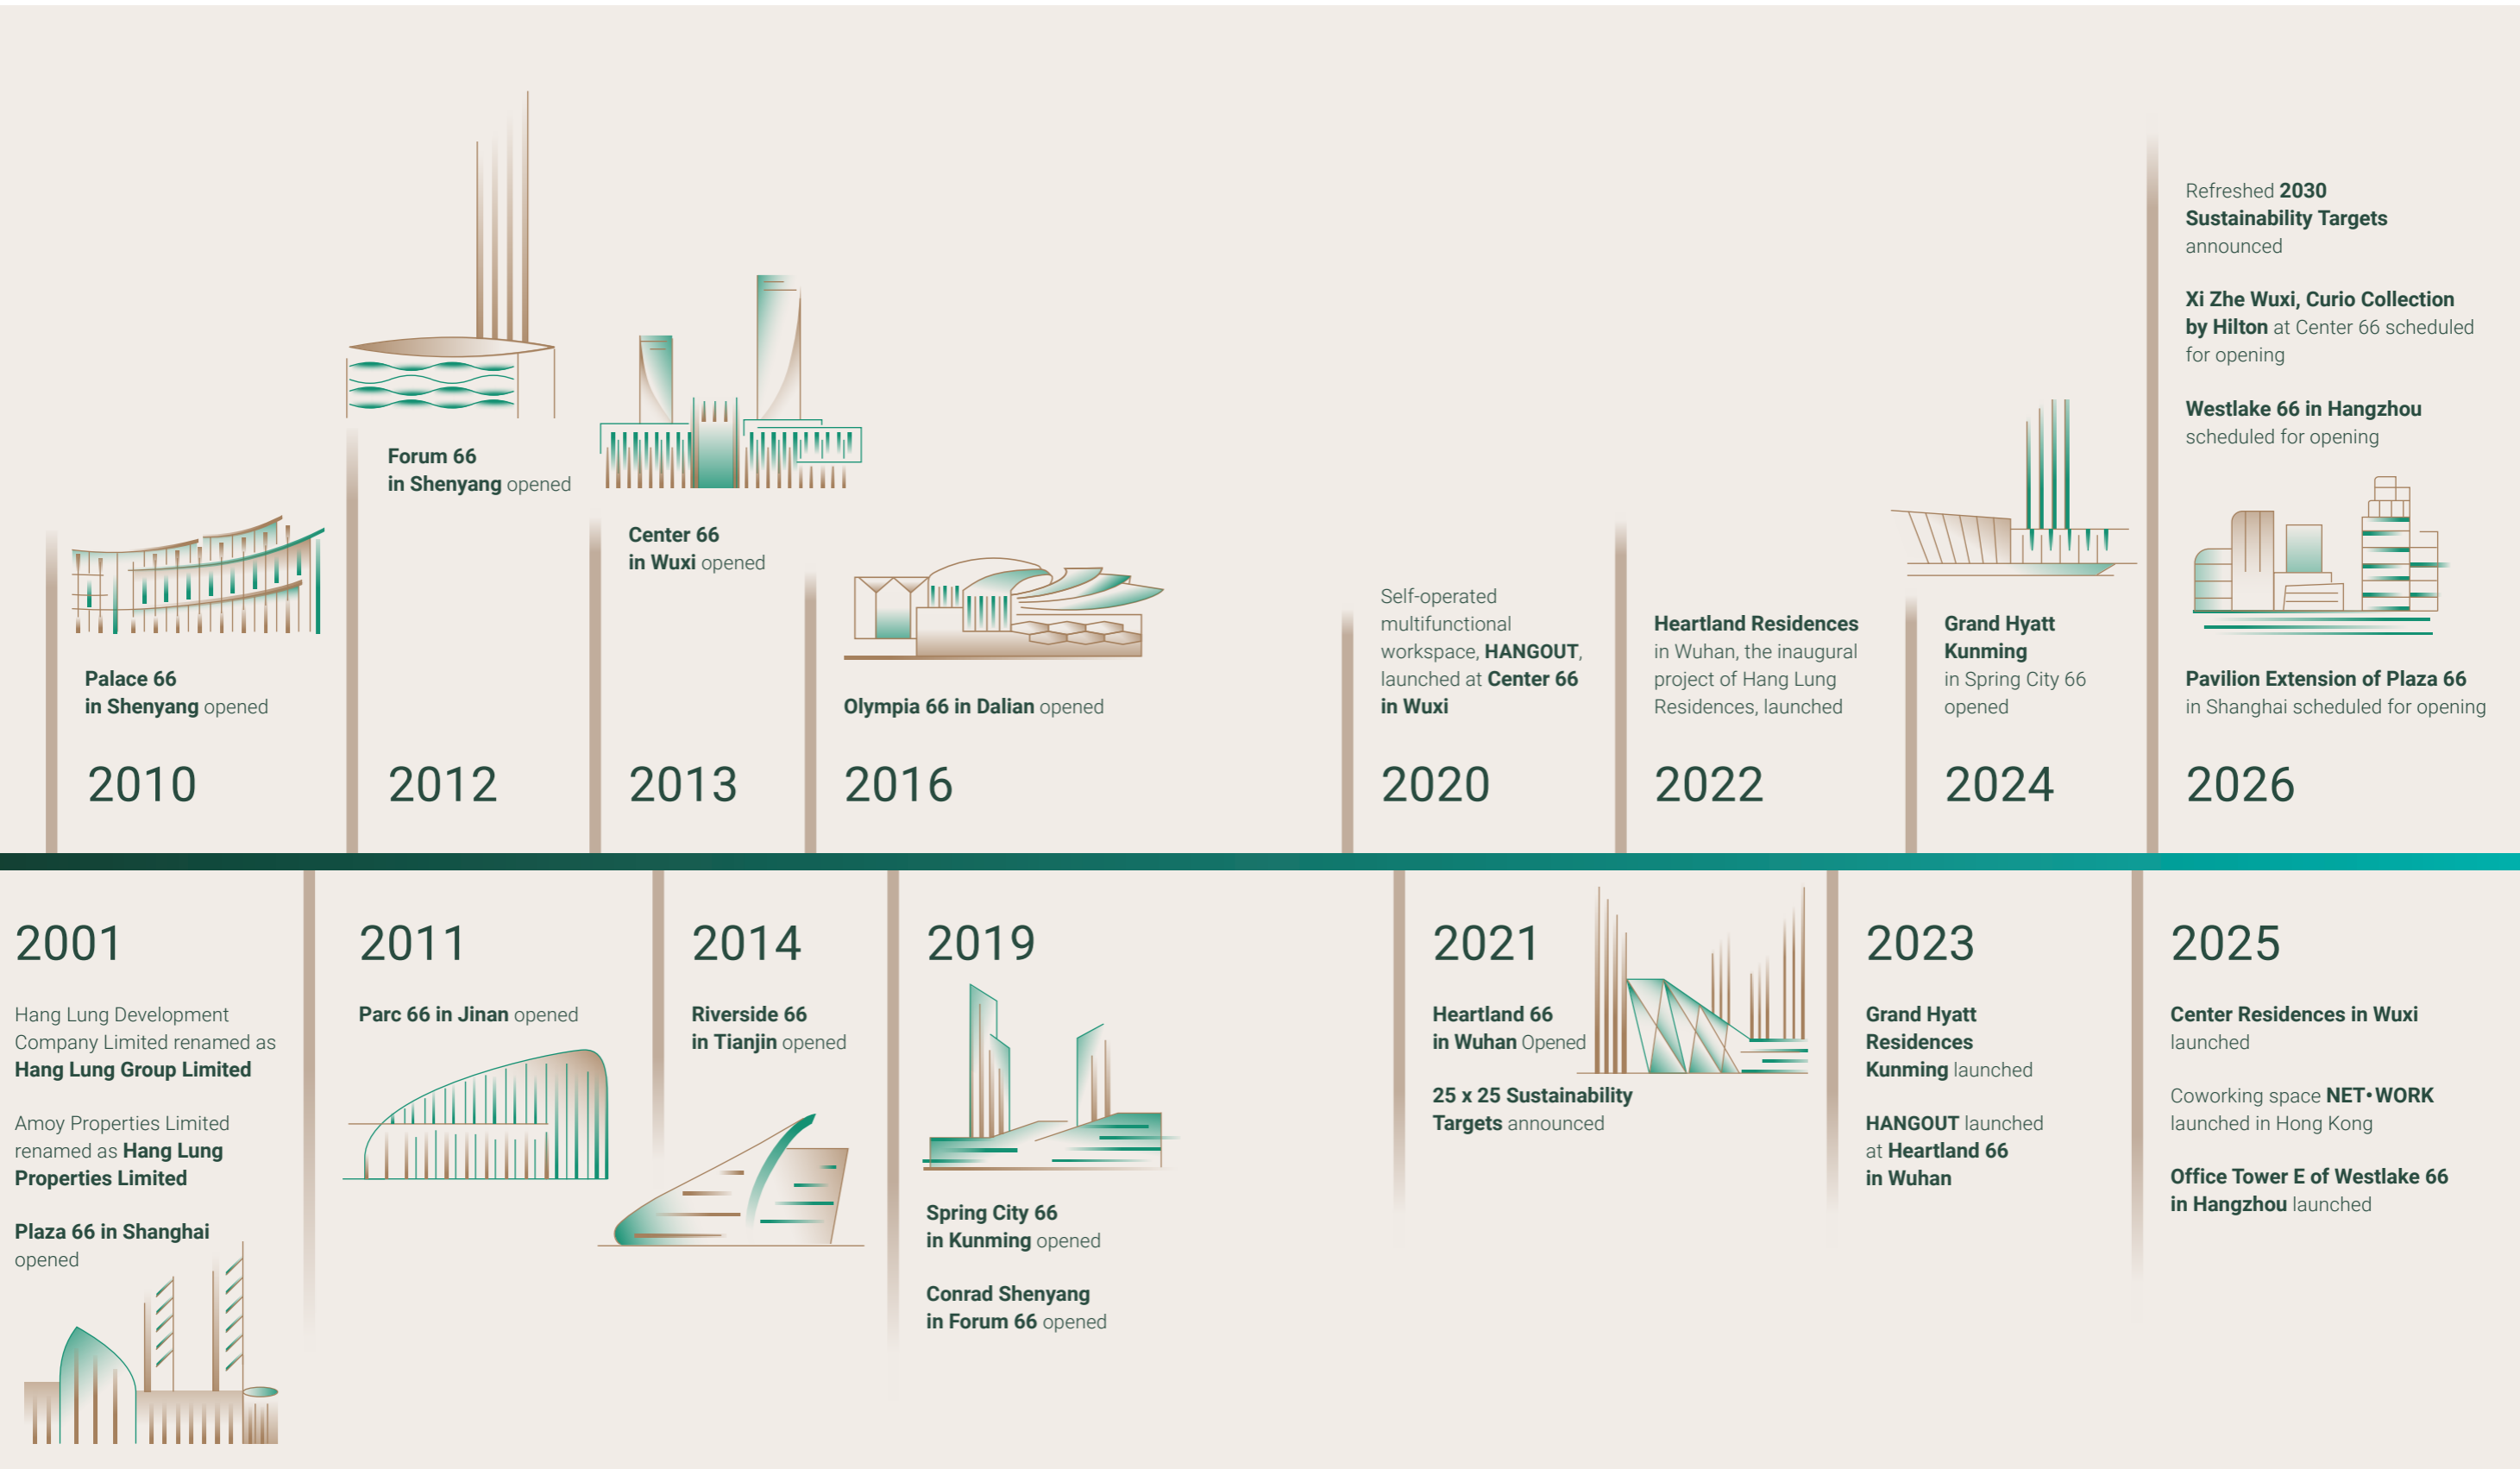 Palace 66
in Shenyang opened
2010
Forum 66
in Shenyang opened
2012
Center 66
in Wuxi opened
2013
Olympia 66 in Dalian opened
2016
Self-operated
multifunctional
workspace, HANGOUT,
launched at Center 66
in Wuxi
2020
Heartland Residences
in Wuhan, the inaugural
project of Hang Lung
Residences, launched
2022
Grand Hyatt
Kunming
in Spring City 66
opened
2024
Refreshed 2030
Sustainability Targets
announced
Xi Zhe Wuxi, Curio Collection
by Hilton at Center 66 scheduled
for opening
Westlake 66 in Hangzhou
scheduled for opening
Pavilion Extension of Plaza 66
in Shanghai scheduled for opening
2026
2001
Hang Lung Development
Company Limited renamed as
Hang Lung Group Limited
Amoy Properties Limited
renamed as Hang Lung
Properties Limited
Plaza 66 in Shanghai
opened
2011
Parc 66 in Jinan opened
2014
Riverside 66
in Tianjin opened
2019
Spring City 66
in Kunming opened
Conrad Shenyang
in Forum 66 opened
2021
Heartland 66
in Wuhan Opened
25 x 25 Sustainability
Targets announced
2023
Grand Hyatt
Residences
Kunming launched
HANGOUT launched
at Heartland 66
in Wuhan
2025
Center Residences in Wuxi
launched
Coworking space NET•WORK
launched in Hong Kong
Office Tower E of Westlake 66
in Hangzhou launched